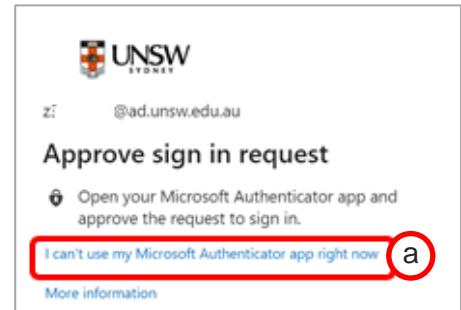 UNSW
SYDNEY
z @ad.unsw.edu.au
Approve sign in request
Open your Microsoft Authenticator app and
approve the request to sign in.
I can't use my Microsoft Authenticator app right now
a
More information